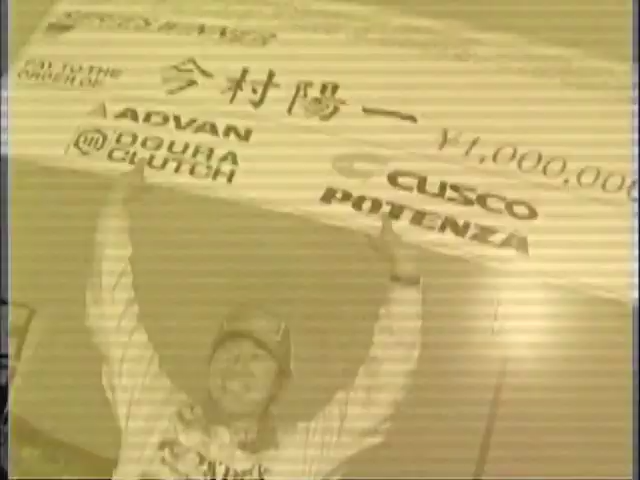 PAY TO THE
ORDER OF
今村陽一
¥1,000,000
ADVAN
OGURA
CLUTCH
CUSCO
POTENZA